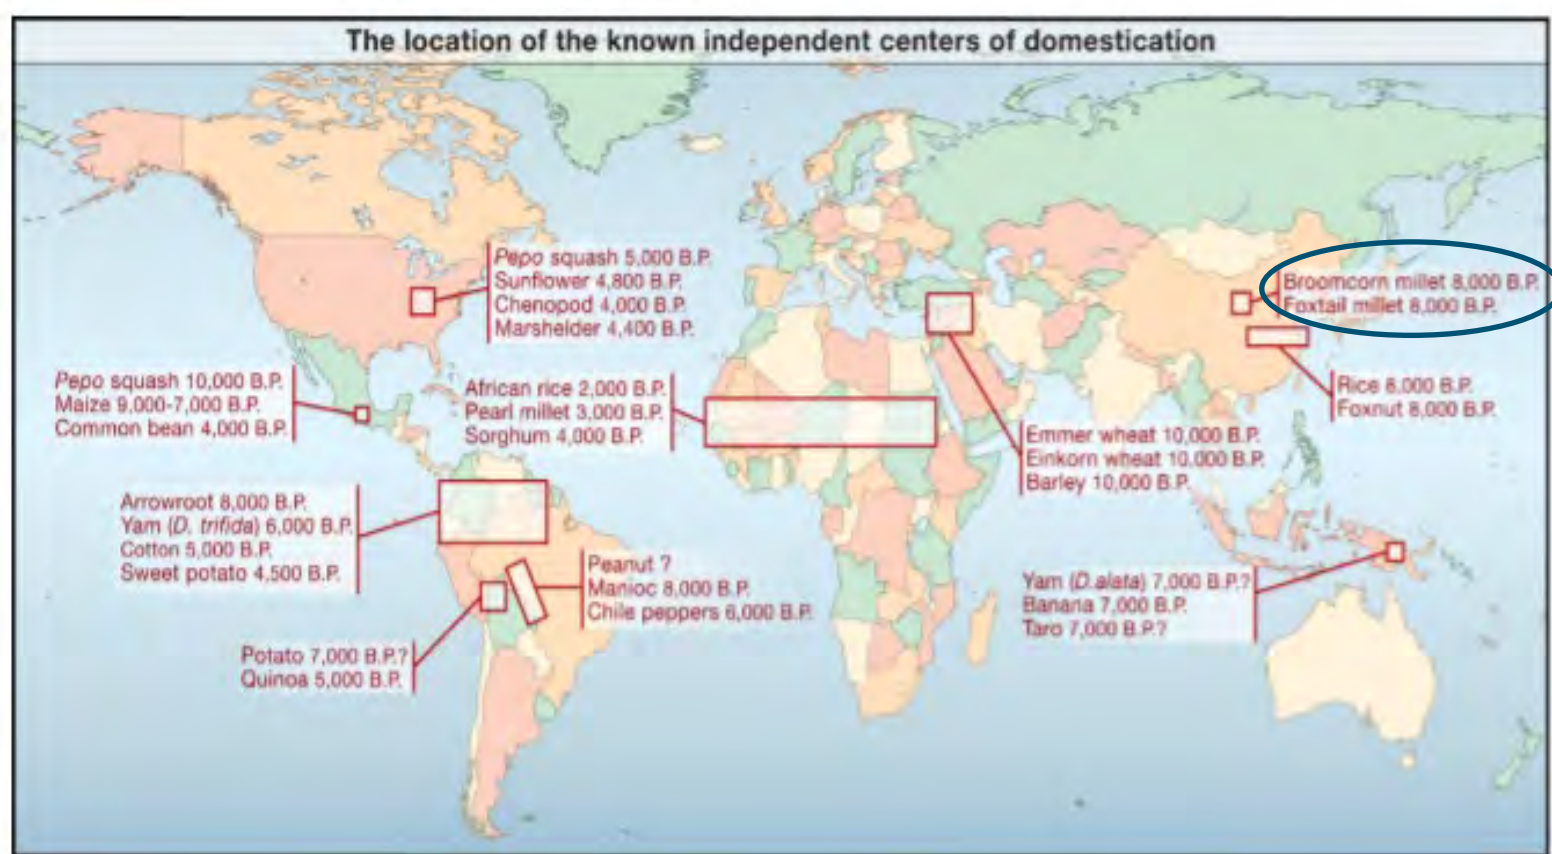 The location of the known independent centers of domestication
Pepo squash 5,000 B.P.
Sunflower 4,800 B.P.
Chenopod 4,000 B.P.
Marshelder 4,400 B.P.
Broomcorn millet 8,000 B.P.
Foxtail millet 8,000 B.P.
Pepo squash 10,000 B.P.
Maize 9,000-7,000 B.P.
Common bean 4,000 B.P.
African rice 2,000 B.P.
Pearl millet 3,000 B.P.
Sorghum 4,000 B.P.
Rice 8,000 B.P.
Foxnut 8,000 B.P.
Emmer wheat 10,000 B.P.
Einkorn wheat 10,000 B.P.
Barley 10,000 B.P.
Arrowroot 8,000 B.P.
Yam (D. trifida) 6,000 B.P.
Cotton 5,000 B.P.
Sweet potato 4,500 B.P.
Peanut ?
Manioc 8,000 B.P.
Chile peppers 6,000 B.P.
Yam (D.alata) 7,000 B.P.?
Banana 7,000 B.P.
Taro 7,000 B.P.?
Potato 7,000 B.P.?
Quinoa 5,000 B.P.